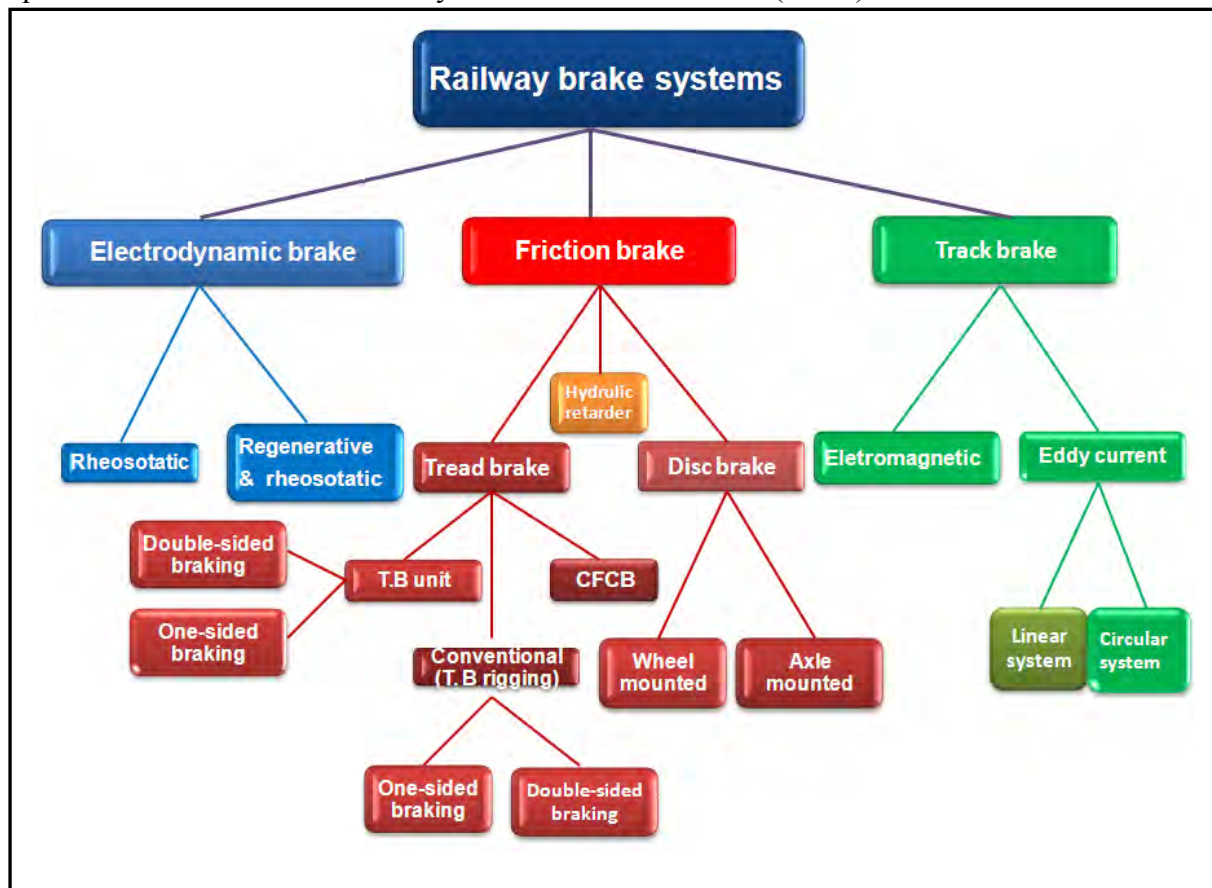 Railway brake systems
Electrodynamic brake
Friction brake
Track brake
Hydrulic
retarder
Rheosotatic
Regenerative
& rheosotatic
Tread brake
Disc brake
Eletromagnetic
Eddy current
Double-sided
braking
T.B unit
CFCB
One-sided
braking
Conventional
(T.B rigging)
Wheel
mounted
Axle
mounted
Linear
system
Circular
system
One-sided
braking
Double-sided
braking